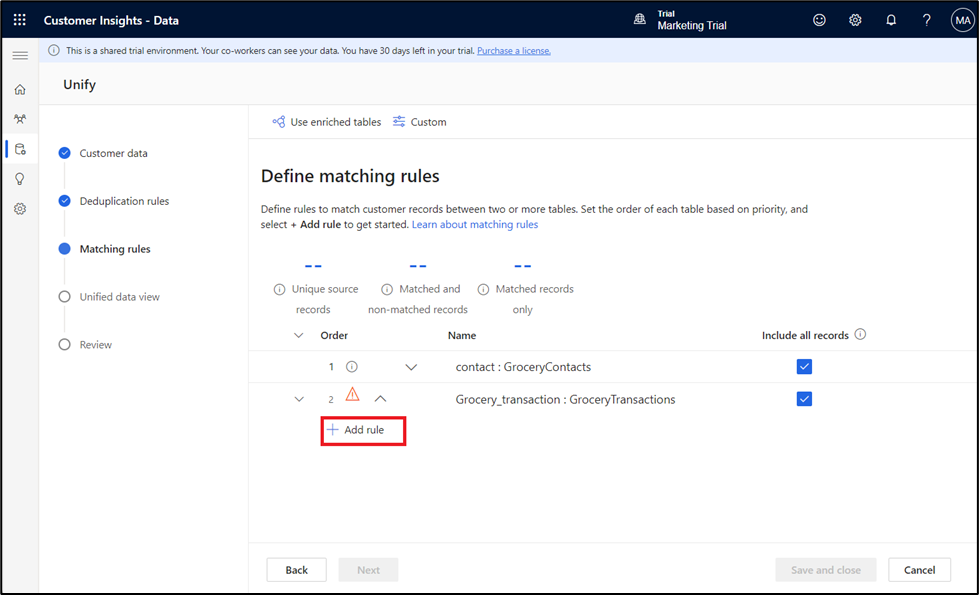 Customer Insights - Data
Trial
Marketing Trial
?
MA
This is a shared trial environment. Your co-workers can see your data. You have 30 days left in your trial. Purchase a license.
Unify
Use enriched tables
Custom
Customer data
Deduplication rules
Matching rules
Unified data view
Review
Define matching rules
Define rules to match customer records between two or more tables. Set the order of each table based on priority, and
select + Add rule to get started. Learn about matching rules
-- -- --
Unique source Matched and Matched records
records non-matched records only
Order Name Include all records
1 contact : GroceryContacts
2 Grocery_transaction : GroceryTransactions
+ Add rule
Back Next Save and close Cancel